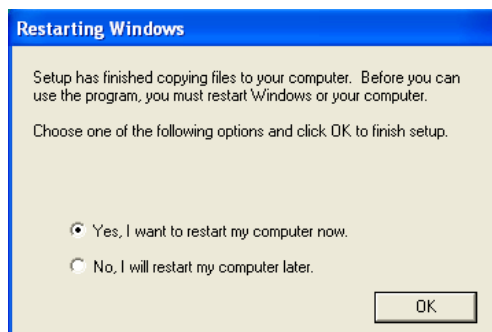 Restarting Windows
Setup has finished copying files to your computer.  Before you can
use the program, you must restart Windows or your computer.
Choose one of the following options and click OK to finish setup.
Yes, I want to restart my computer now.
No, I will restart my computer later.
OK